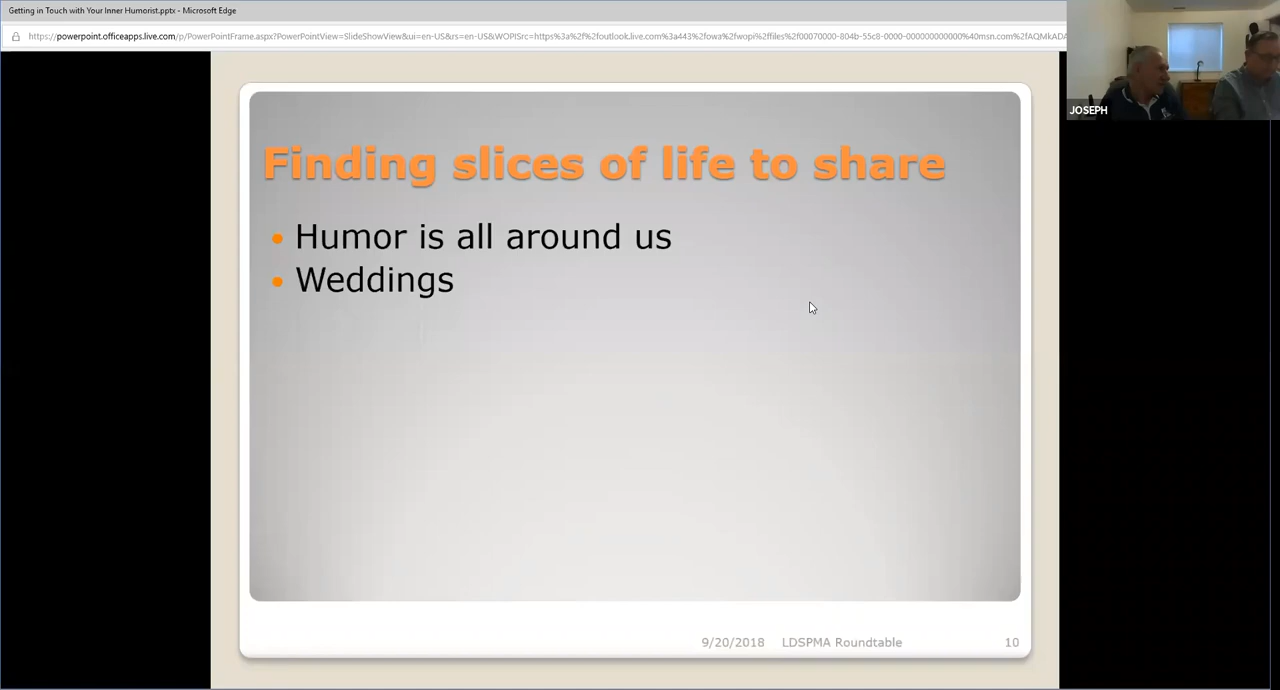 Getting in Touch with Your Inner Humorist.pptx - Microsoft Edge
https://powerpoint.officeapps.live.com/p/PowerPointFrame.aspx?PowerPointView=SlideShowView&ui=en-US&rs=en-US&WOPISrc=https%3a%2f%2foutlook.live.com%3a443%2fowa%2fwopi%2ffiles%2f00070000-804b-55c8-0000-000000000000%40msn.com%2fAQMkADA
JOSEPH
Finding slices of life to share
Humor is all around us
Weddings
9/20/2018 LDSPMA Roundtable 10